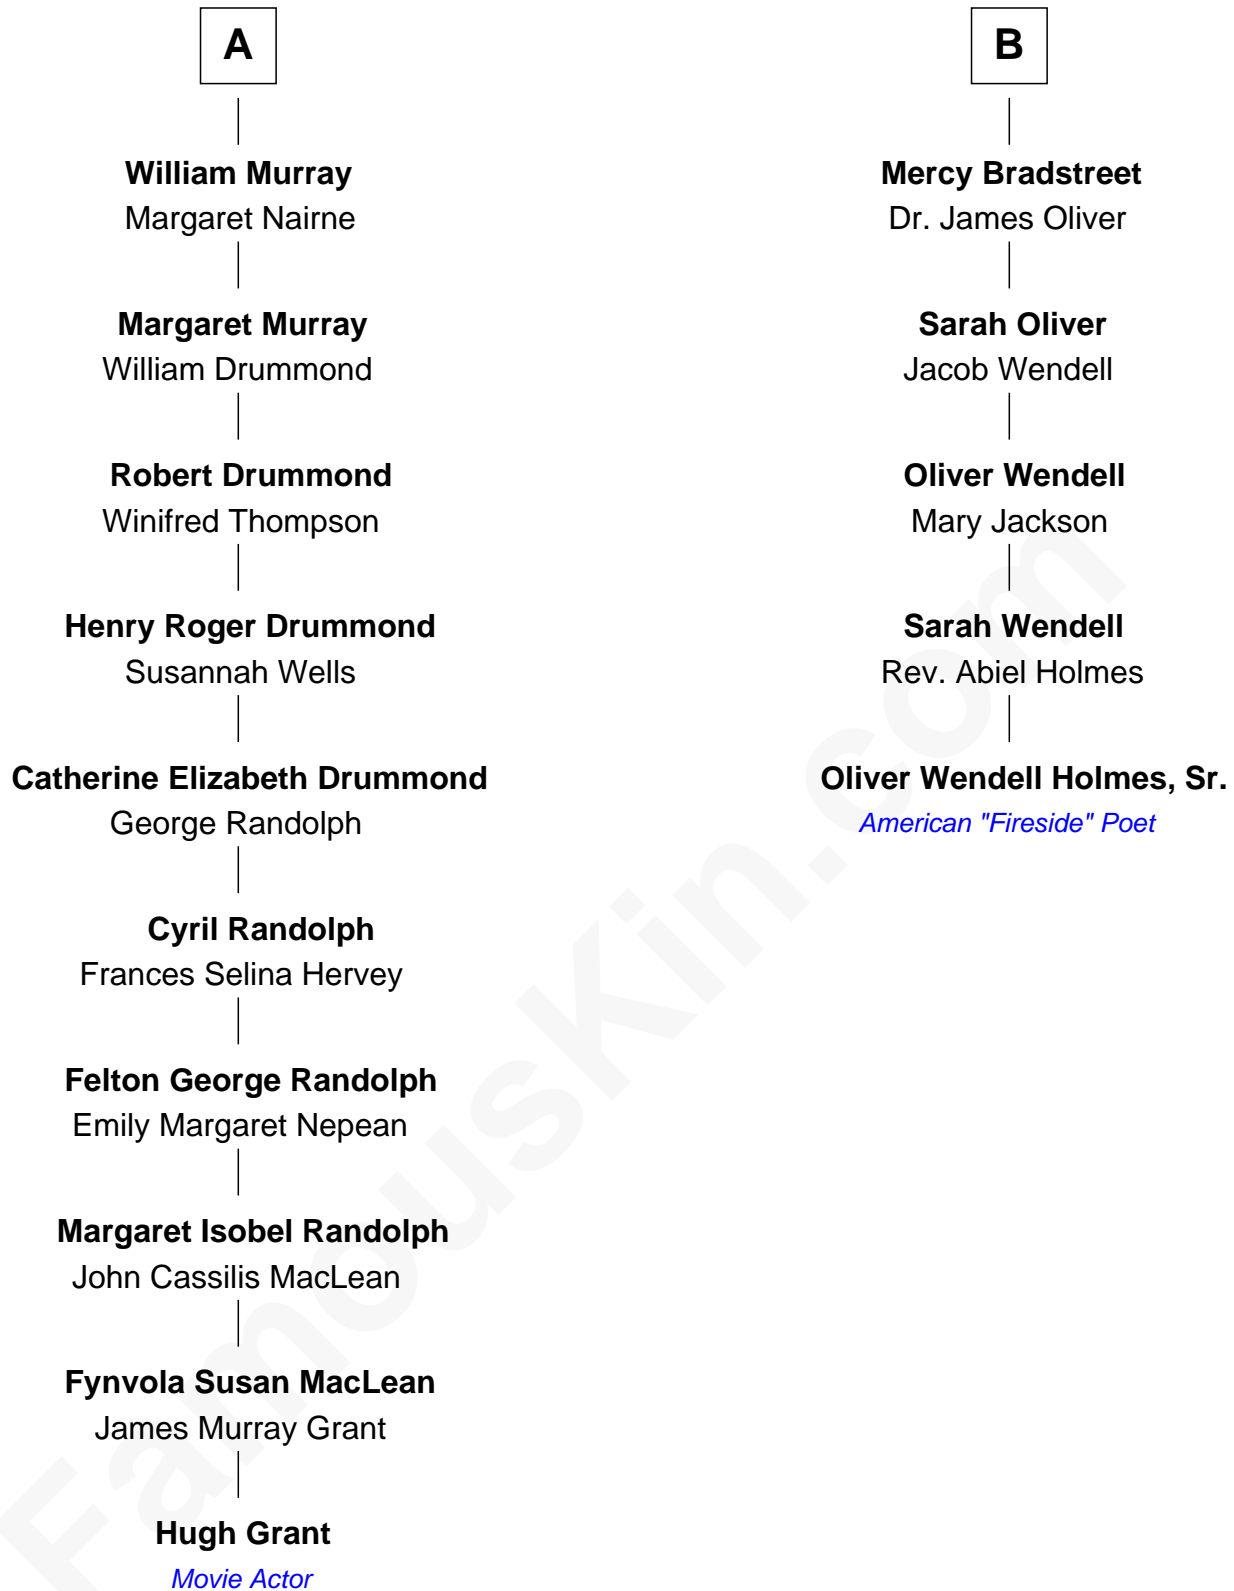 A
William Murray
Margaret Nairne
Margaret Murray
William Drummond
Robert Drummond
Winifred Thompson
Henry Roger Drummond
Susannah Wells
Catherine Elizabeth Drummond
George Randolph
Cyril Randolph
Frances Selina Hervey
Felton George Randolph
Emily Margaret Nepean
Margaret Isobel Randolph
John Cassilis MacLean
Fynvola Susan MacLean
James Murray Grant
Hugh Grant
Movie Actor
B
Mercy Bradstreet
Dr. James Oliver
Sarah Oliver
Jacob Wendell
Oliver Wendell
Mary Jackson
Sarah Wendell
Rev. Abiel Holmes
Oliver Wendell Holmes, Sr.
American "Fireside" Poet
FamousKin.com